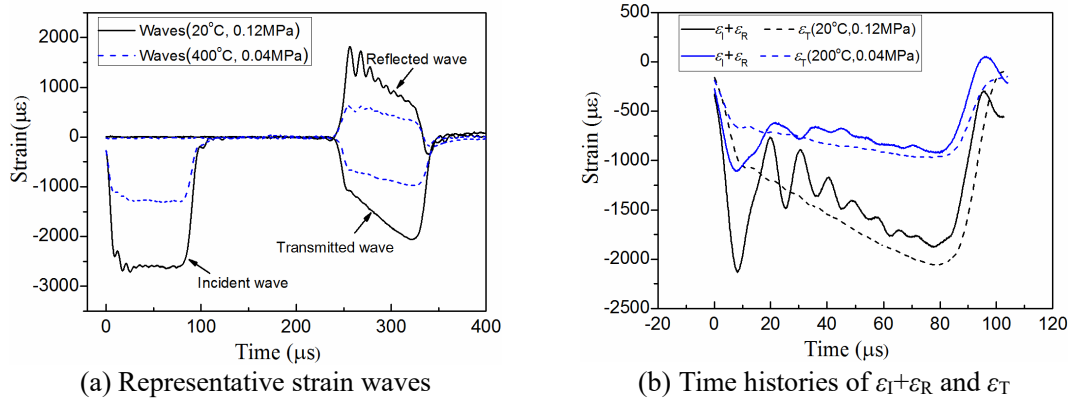 Waves(20°C, 0.12MPa)
Waves(400°C, 0.04MPa)
Reflected wave
Transmitted wave
Incident wave
2000
1000
0
-1000
-2000
-3000
Strain(με)
0 100 200 300 400
Time (μs)
(a) Representative strain waves
εI+εR εT(20°C,0.12MPa)
εI+εR εT(200°C,0.04MPa)
500
0
-500
-1000
-1500
-2000
-2500
Strain (με)
-20 0 20 40 60 80 100 120
Time (μs)
(b) Time histories of εI+εR and εT